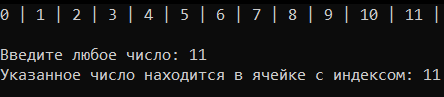 0 | 1 | 2 | 3 | 4 | 5 | 6 | 7 | 8 | 9 | 10 | 11 |
Введите любое число: 11
Указанное число находится в ячейке с индексом: 11